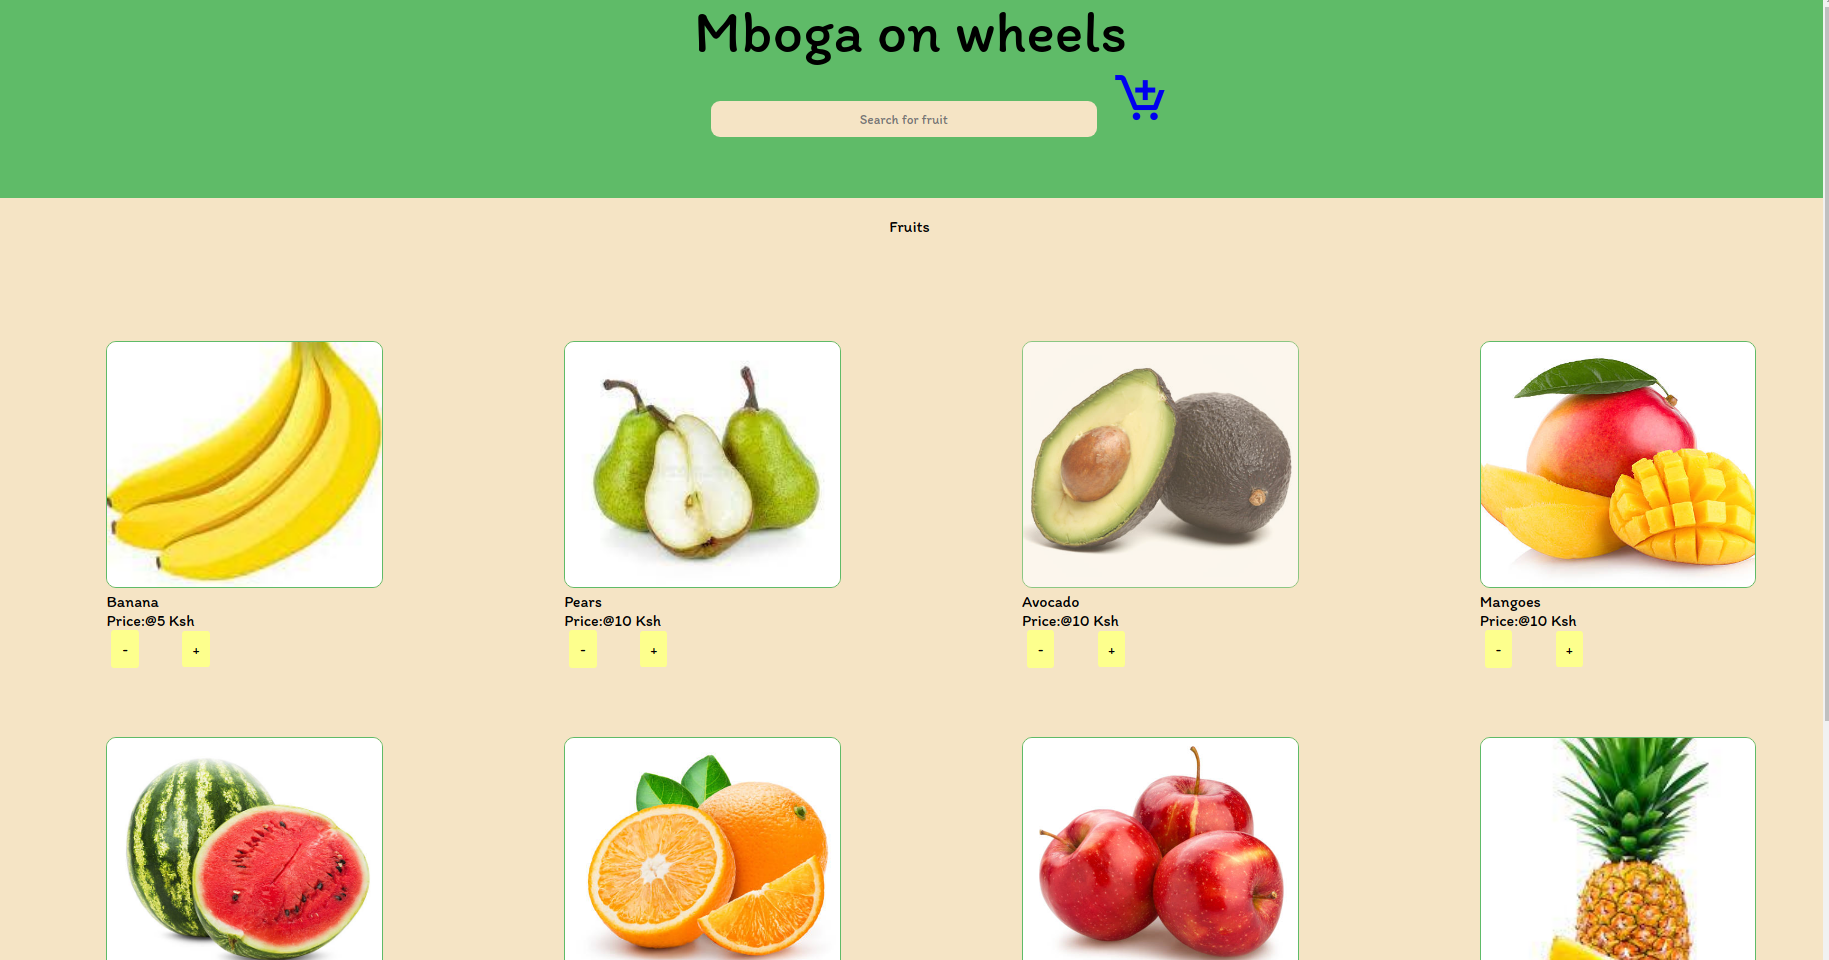 Mboga on wheels
Search for fruit
Fruits
Banana
Price:@5 Ksh
- +
Pears
Price:@10 Ksh
- +
Avocado
Price:@10 Ksh
- +
Mangoes
Price:@10 Ksh
- +